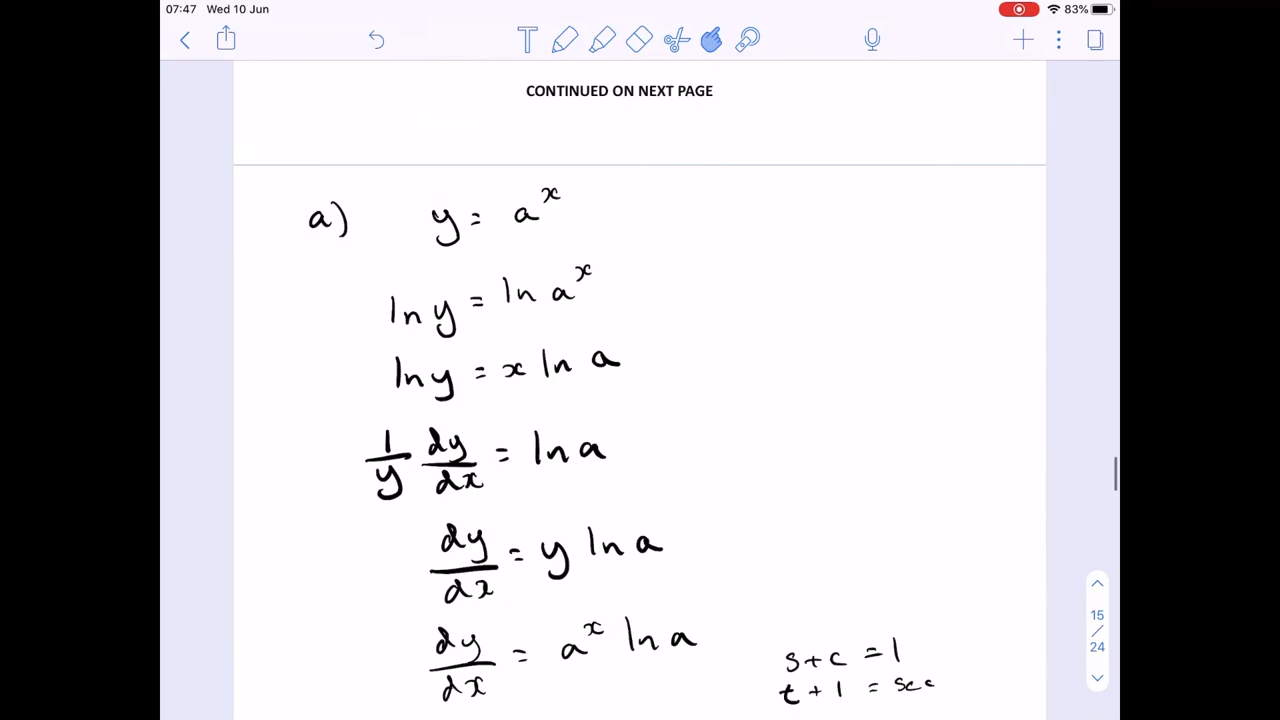 07:47 Wed 10 Jun 83%
T
CONTINUED ON NEXT PAGE
a) y = a^x
ln y = ln a^x
ln y = x ln a
1/y dy/dx = ln a
dy/dx = y ln a
dy/dx = a^x ln a
s + c = 1
t + 1 = sec
15
/
24